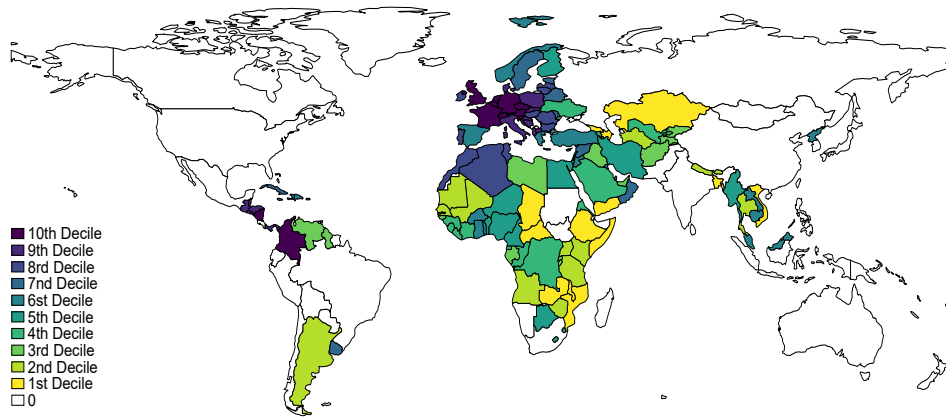 10th Decile
9th Decile
8rd Decile
7nd Decile
6st Decile
5th Decile
4th Decile
3rd Decile
2nd Decile
1st Decile
0